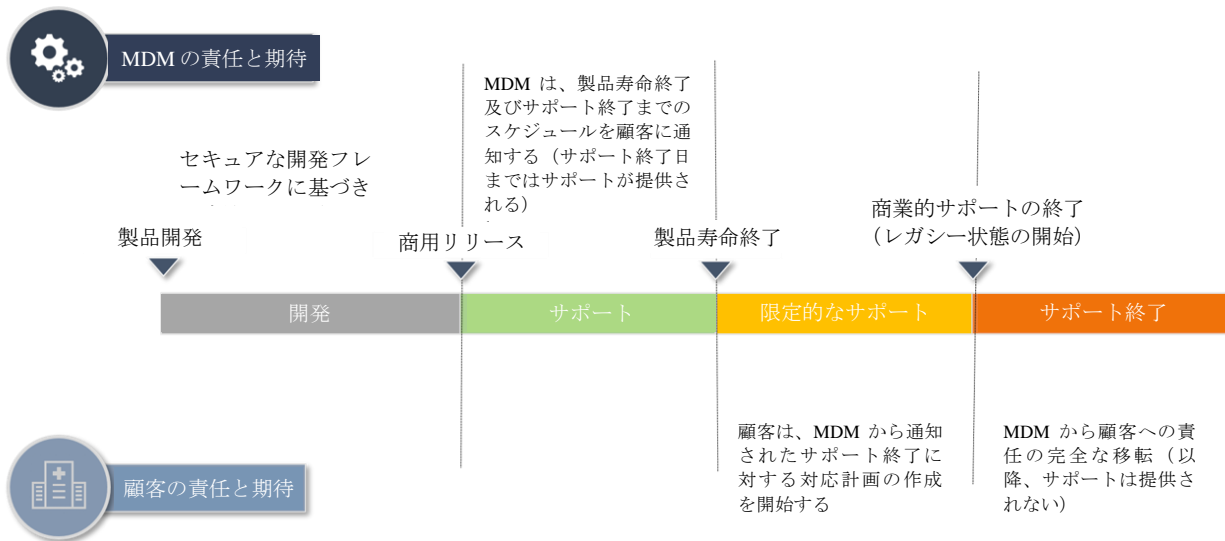 MDM の責任と期待
MDM は、製品寿命終了
及びサポート終了までの
スケジュールを顧客に通
知する（サポート終了日
まではサポートが提供さ
れる）
セキュアな開発フレ
ームワークに基づき
製品開発
商用リリース
製品寿命終了
商業的サポートの終了
（レガシー状態の開始）
開発
サポート
限定的なサポート
サポート終了
顧客の責任と期待
顧客は、MDM から通知
されたサポート終了に
対する対応計画の作成
を開始する
MDM から顧客への責
任の完全な移転（以
降、サポートは提供さ
れない）